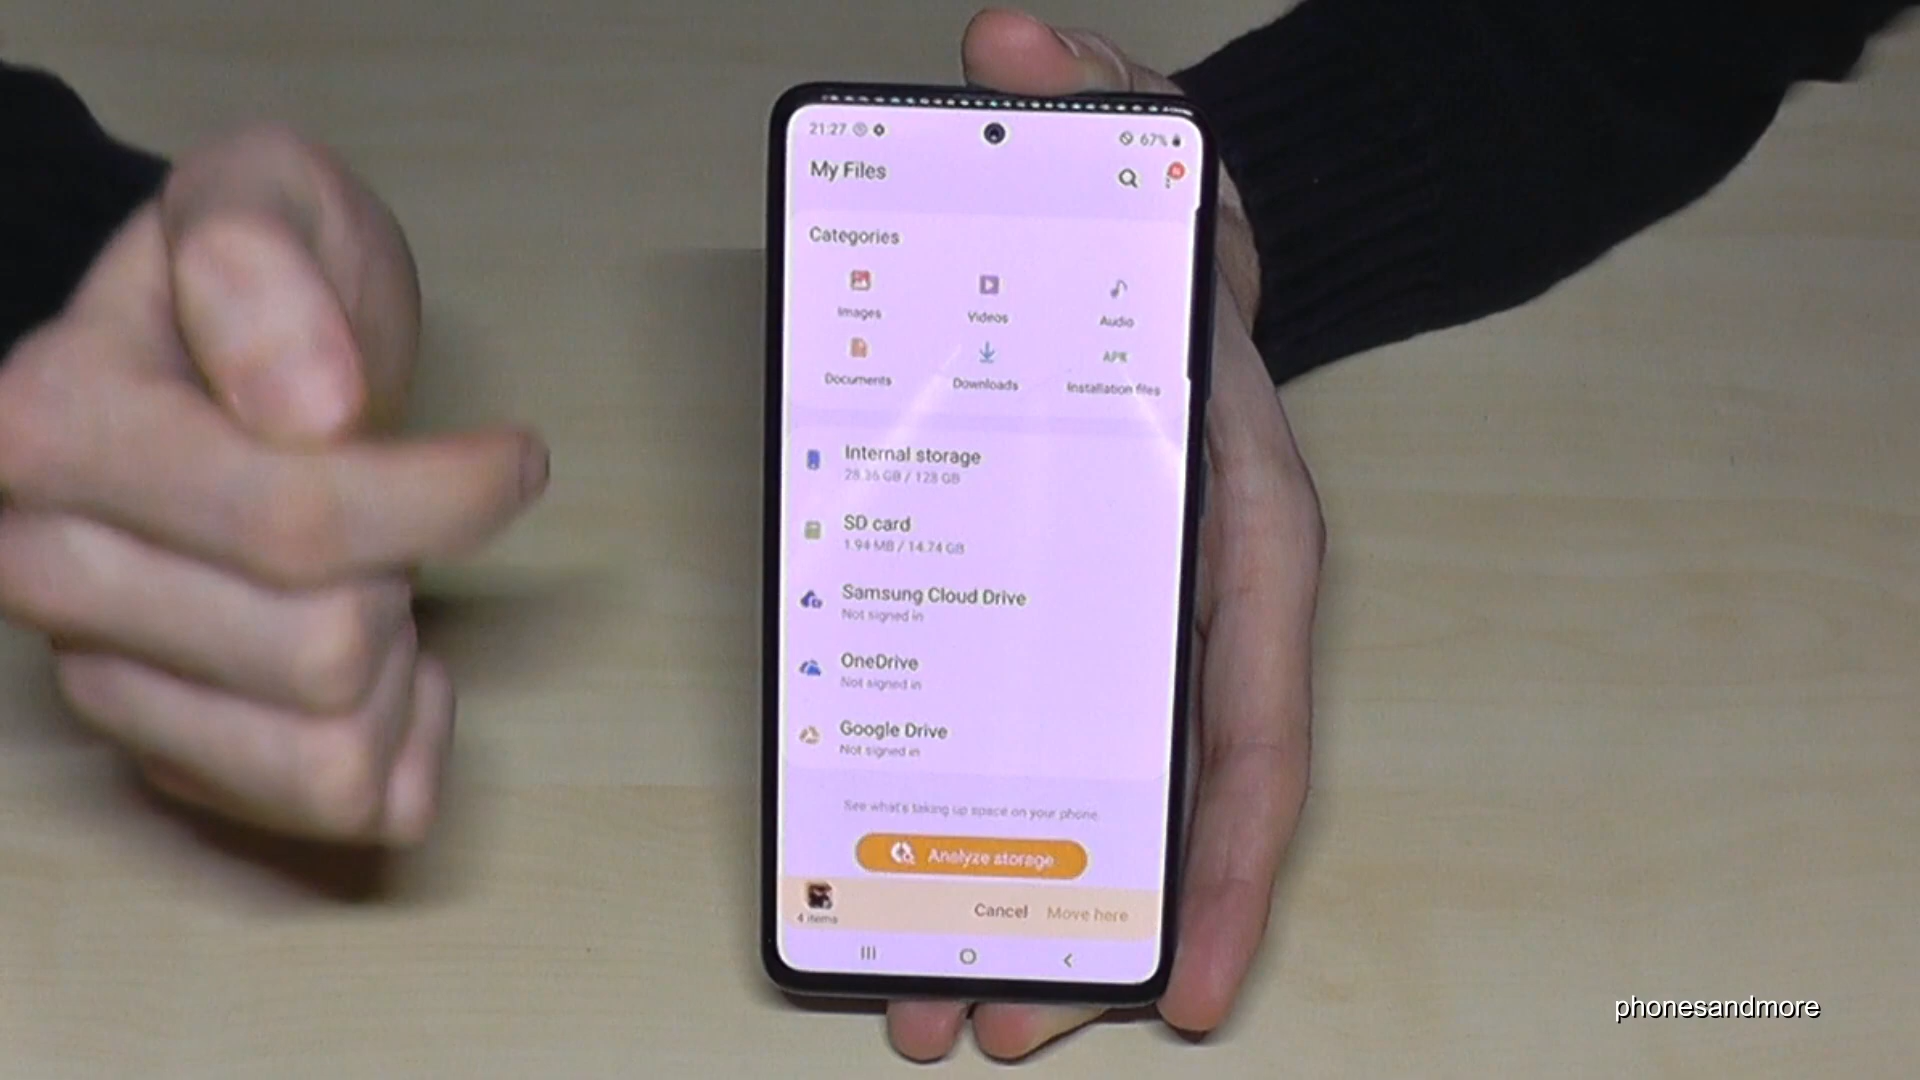 21:27
67%
My Files
N
Categories
Images
Videos
Audio
Documents
Downloads
APK
Installation files
Internal storage
28.36 GB / 128 GB
SD card
1.94 MB / 14.74 GB
Samsung Cloud Drive
Not signed in
OneDrive
Not signed in
Google Drive
Not signed in
See what's taking up space on your phone.
Analyze storage
4 items
Cancel
Move here
phonesandmore